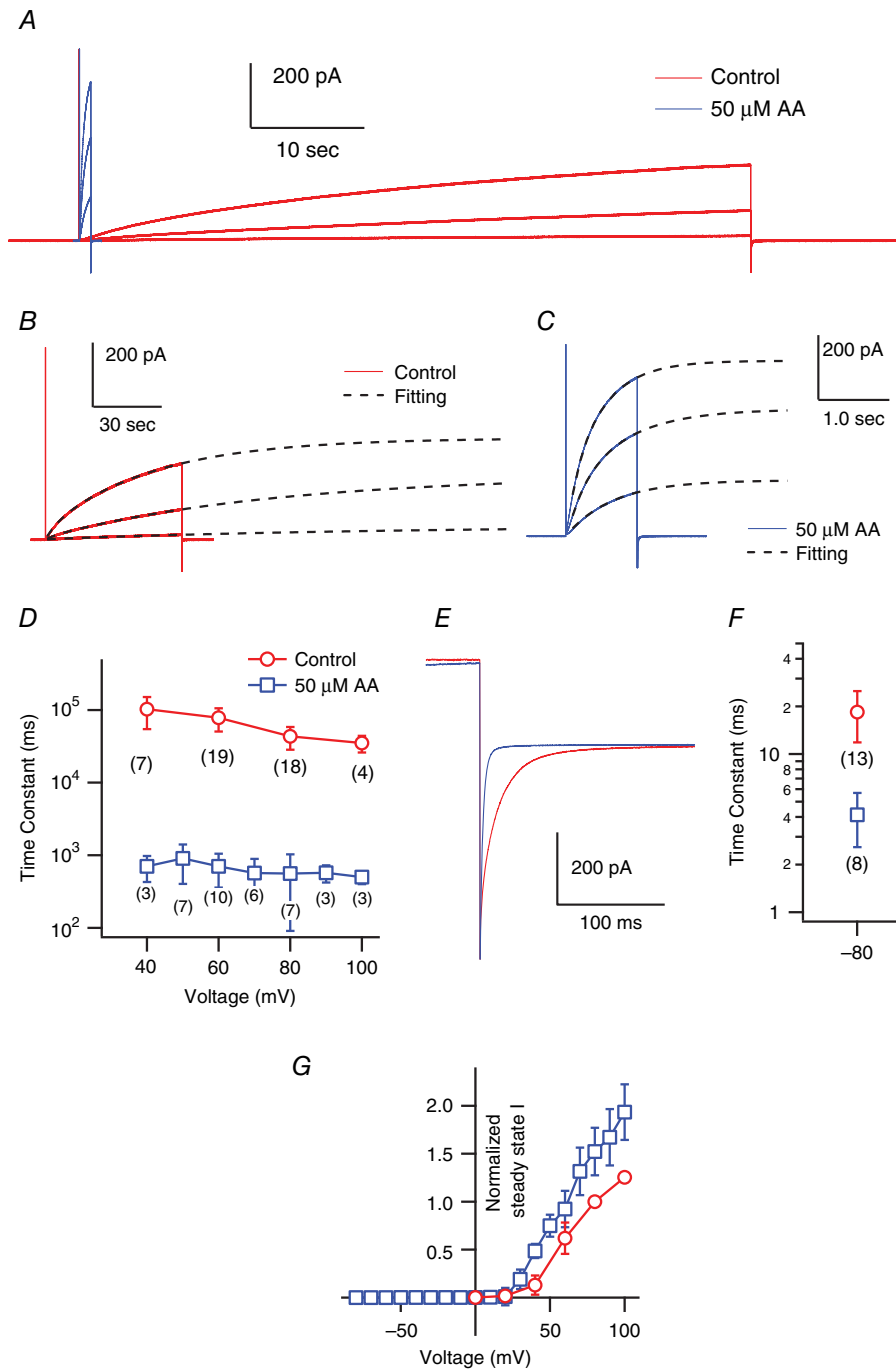 A
200 pA
10 sec
Control
50 μM AA
B
200 pA
30 sec
Control
Fitting
C
200 pA
1.0 sec
50 μM AA
Fitting
D
Time Constant (ms)
10^5
10^4
10^3
10^2
Control
50 μM AA
(7)
(19)
(18)
(4)
(3)
(7)
(10)
(6)
(7)
(3)
(3)
40
60
80
100
Voltage (mV)
E
200 pA
100 ms
F
Time Constant (ms)
4
2
10
8
6
4
2
1
(13)
(8)
−80
G
Normalized
steady state I
2.0
1.5
1.0
0.5
−50
50
100
Voltage (mV)